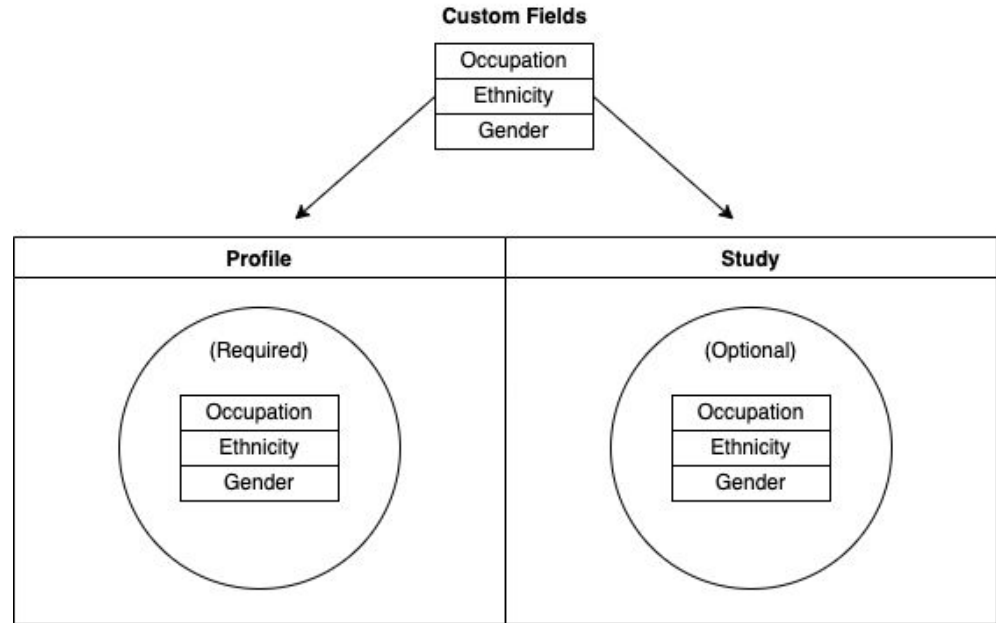 Custom Fields
Occupation
Ethnicity
Gender
Profile
Study
(Required)
Occupation
Ethnicity
Gender
(Optional)
Occupation
Ethnicity
Gender